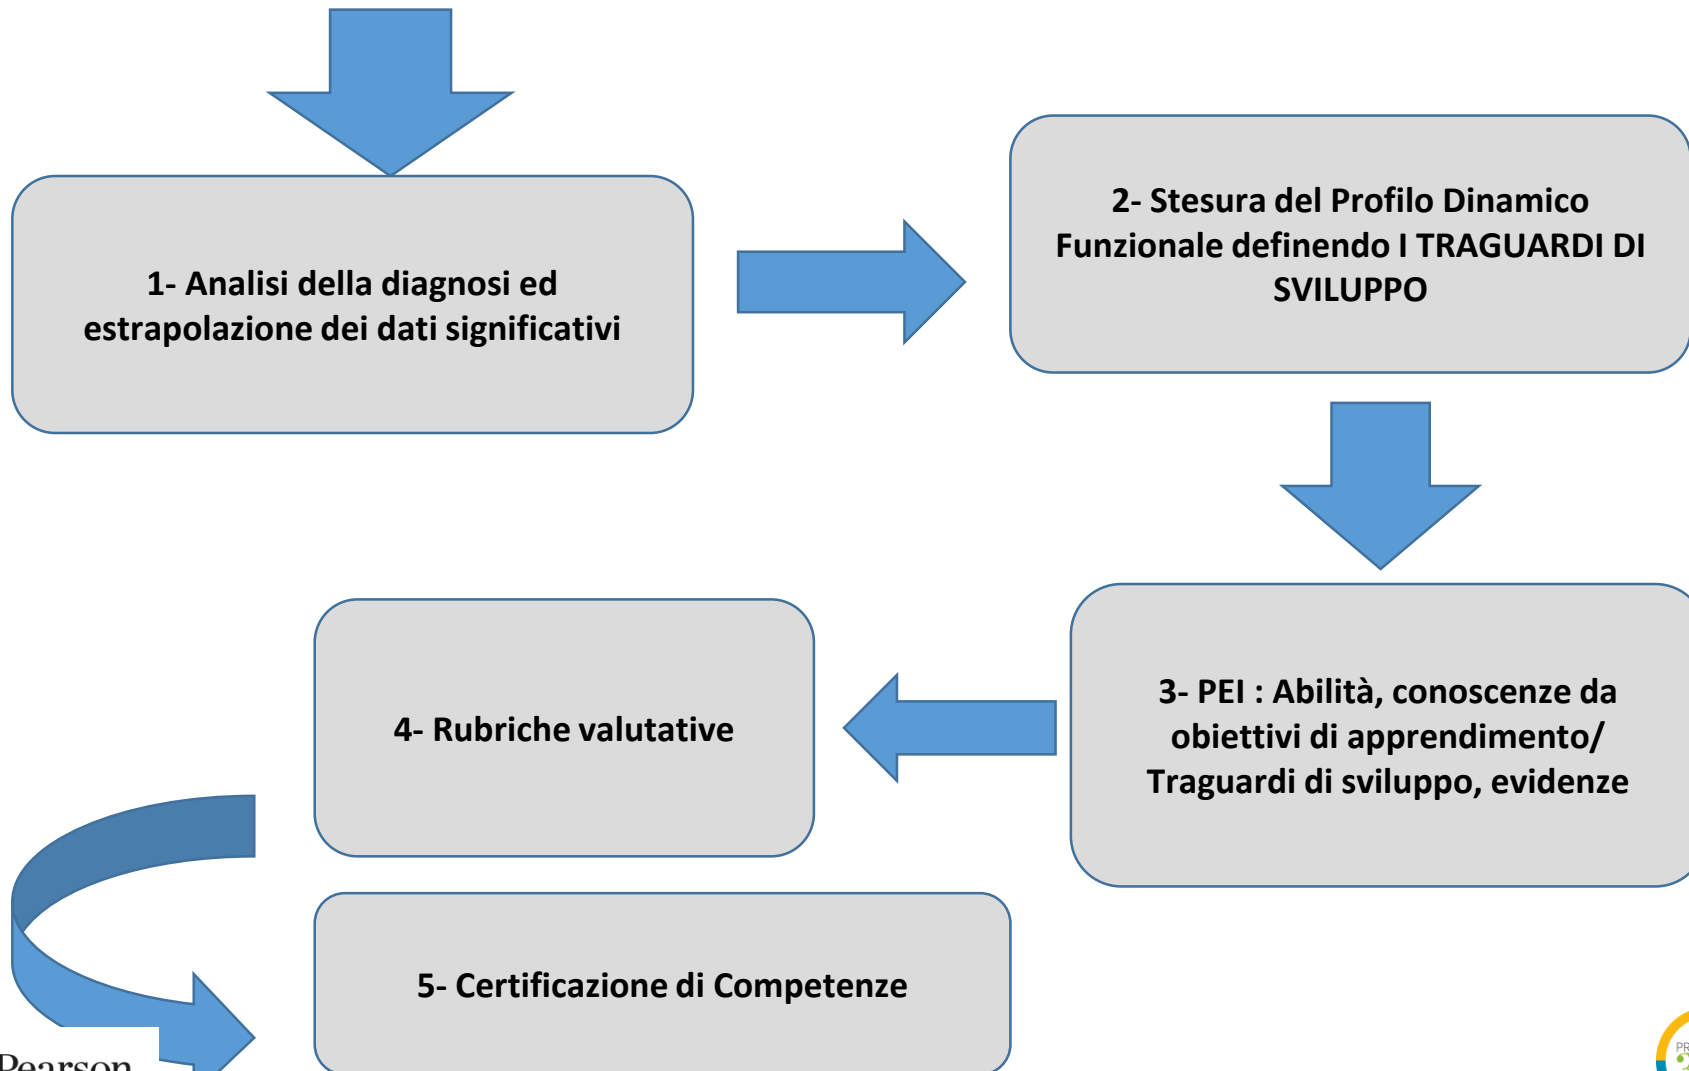 1- Analisi della diagnosi ed
estrapolazione dei dati significativi
2- Stesura del Profilo Dinamico
Funzionale definendo I TRAGUARDI DI
SVILUPPO
3- PEI : Abilità, conoscenze da
obiettivi di apprendimento/
Traguardi di sviluppo, evidenze
4- Rubriche valutative
5- Certificazione di Competenze
Pearson